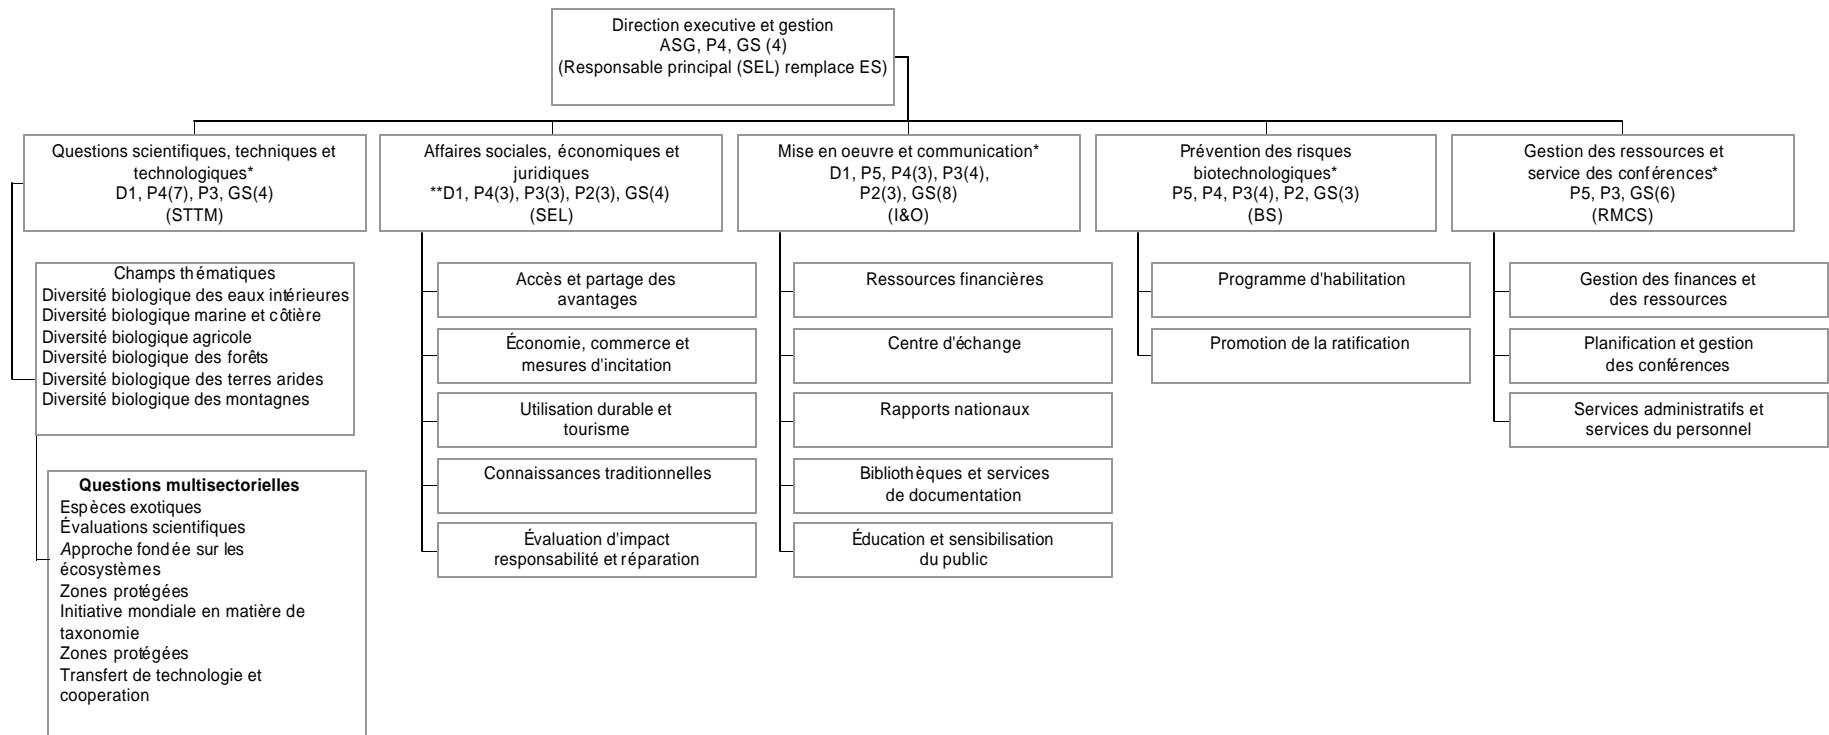 Direction executive et gestion
ASG, P4, GS (4)
(Responsable principal (SEL) remplace ES)
Questions scientifiques, techniques et
technologiques*
D1, P4(7), P3, GS(4)
(STTM)
Champs thématiques
Diversité biologique des eaux intérieures
Diversité biologique marine et côtière
Diversité biologique agricole
Diversité biologique des forêts
Diversité biologique des terres arides
Diversité biologique des montagnes
Questions multisectorielles
Espèces exotiques
Évaluations scientifiques
Approche fondée sur les
écosystèmes
Zones protégées
Initiative mondiale en matière de
taxonomie
Zones protégées
Transfert de technologie et
cooperation
Affaires sociales, économiques et
juridiques
**D1, P4(3), P3(3), P2(3), GS(4)
(SEL)
Accès et partage des
avantages
Économie, commerce et
mesures d'incitation
Utilisation durable et
tourisme
Connaissances traditionnelles
Évaluation d'impact
responsabilité et réparation
Mise en oeuvre et communication*
D1, P5, P4(3), P3(4),
P2(3), GS(8)
(I&O)
Ressources financières
Centre d'échange
Rapports nationaux
Bibliothèques et services
de documentation
Éducation et sensibilisation
du public
Prévention des risques
biotechnologiques*
P5, P4, P3(4), P2, GS(3)
(BS)
Programme d'habilitation
Promotion de la ratification
Gestion des ressources et
service des conférences*
P5, P3, GS(6)
(RMCS)
Gestion des finances et
des ressources
Planification et gestion
des conférences
Services administratifs et
services du personnel